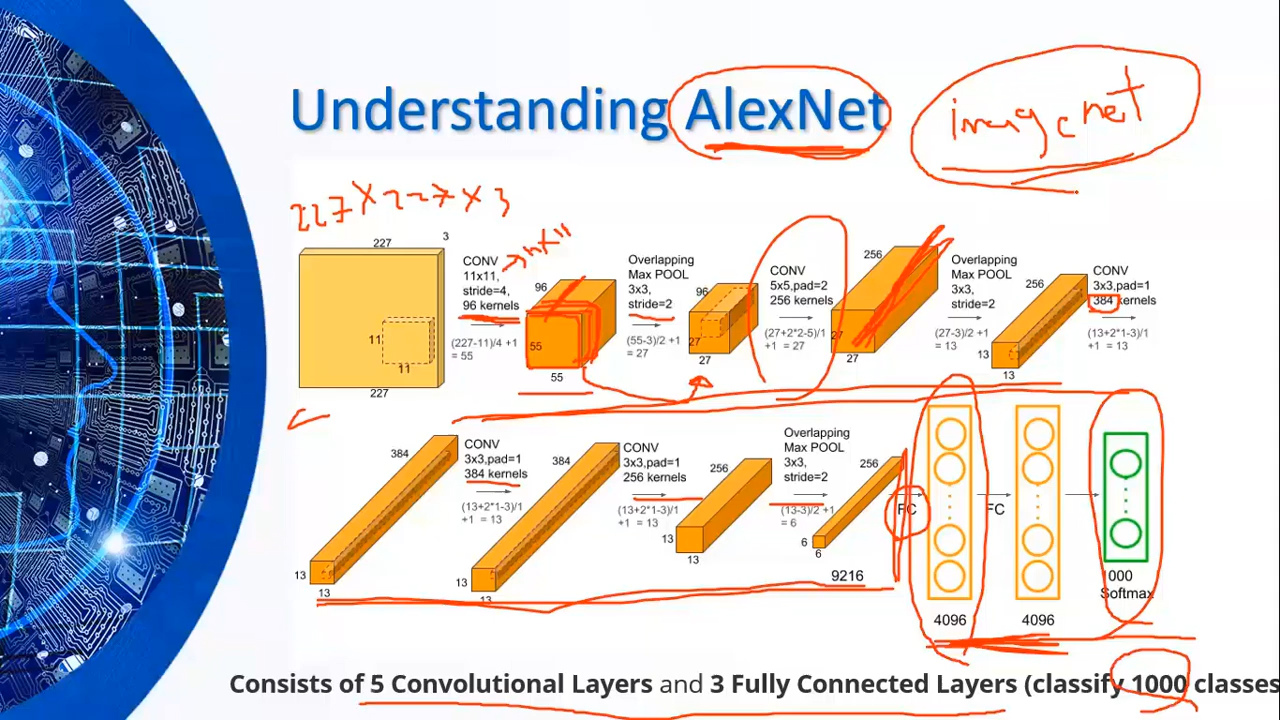 Understanding AlexNet
imagenet
227 X 227 X 3
227
3
11
11
227
CONV
11x11,
stride=4,
96 kernels
(227-11)/4 +1
= 55
96
55
55
Overlapping
Max POOL
3x3,
stride=2
(55-3)/2 +1
= 27
96
27
27
CONV
5x5,pad=2
256 kernels
(27+2*2-5)/1
+1 = 27
256
27
27
Overlapping
Max POOL
3x3,
stride=2
(27-3)/2 +1
= 13
256
13
13
CONV
3x3,pad=1
384 kernels
(13+2*1-3)/1
+1 = 13
384
13
13
CONV
3x3,pad=1
384 kernels
(13+2*1-3)/1
+1 = 13
384
13
13
CONV
3x3,pad=1
256 kernels
(13+2*1-3)/1
+1 = 13
256
13
13
Overlapping
Max POOL
3x3,
stride=2
(13-3)/2 +1
= 6
256
6
6
9216
FC
4096
FC
4096
1000
Softmax
Consists of 5 Convolutional Layers and 3 Fully Connected Layers (classify 1000 classes